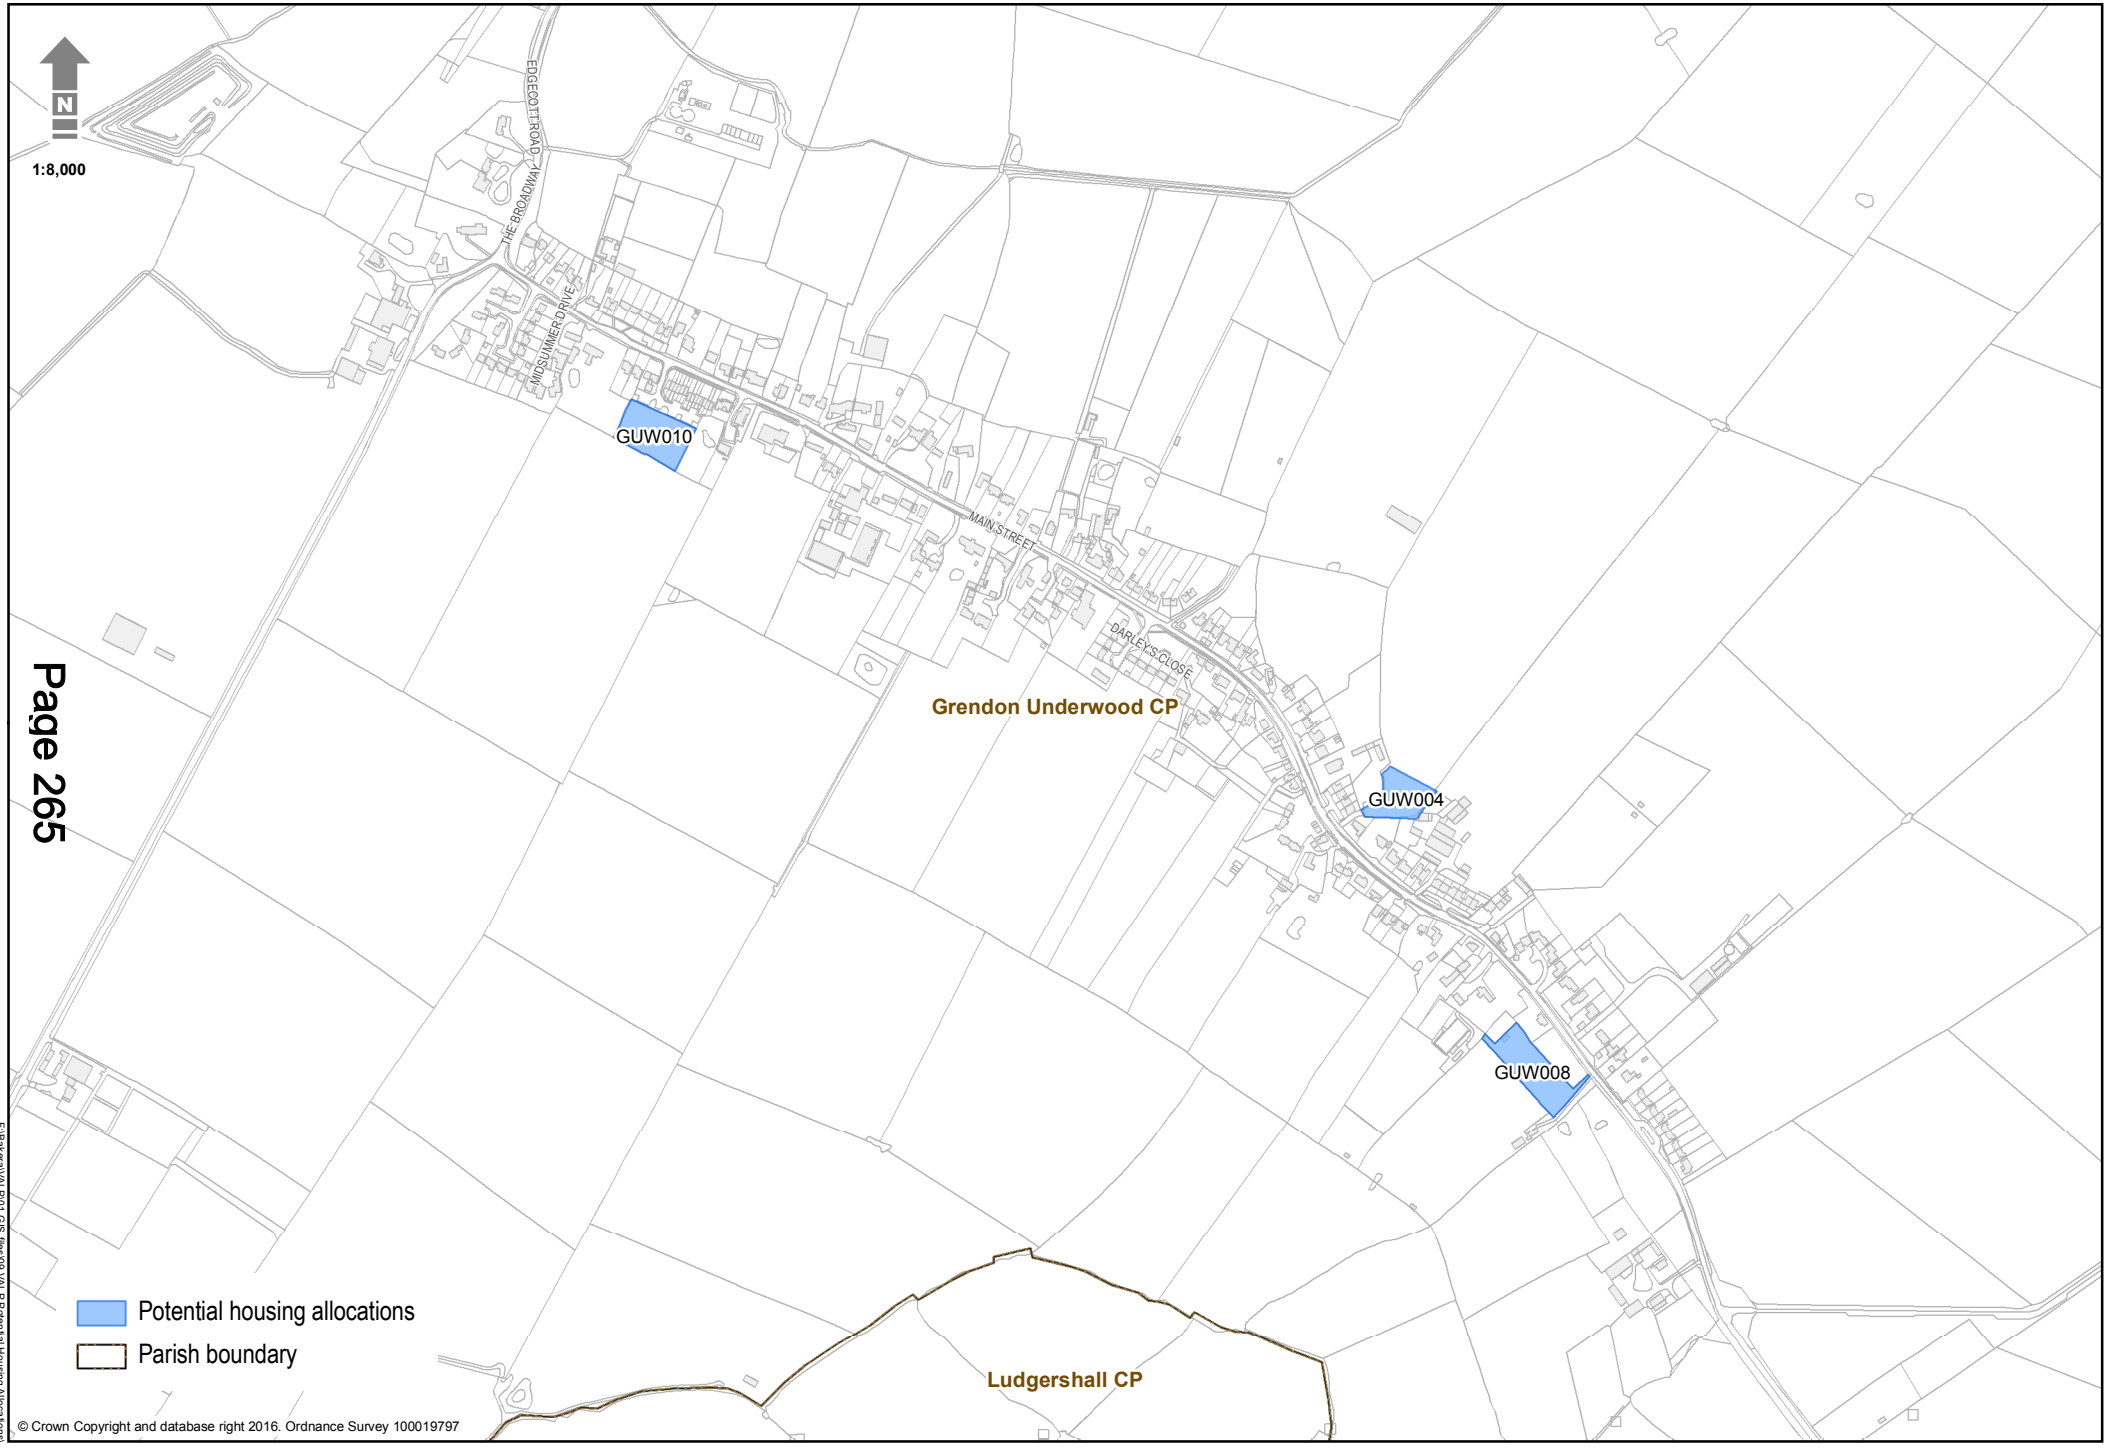 N
1:8,000
EDGECOTT ROAD
THE BROADWAY
MIDSUMMER DRIVE
GUW010
MAIN STREET
DARLEY'S CLOSE
Grendon Underwood CP
Page 265
GUW004
GUW008
Potential housing allocations
Parish boundary
Ludgershall CP
© Crown Copyright and database right 2016. Ordnance Survey 100019797